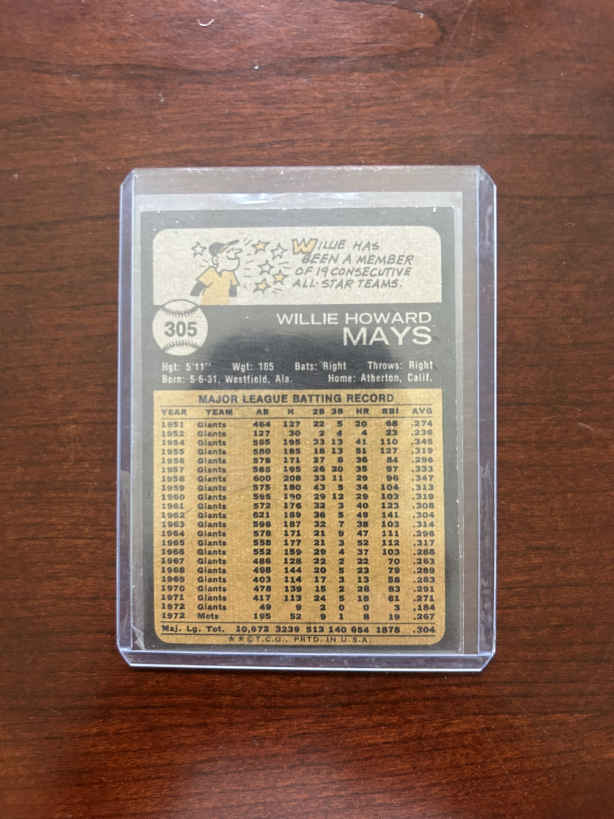 WILLIE HAS
BEEN A MEMBER
OF 19 CONSECUTIVE
ALL-STAR TEAMS.
305
WILLIE HOWARD
MAYS
Hgt: 5'11" Wgt: 185 Bats: Right Throws: Right
Born: 5-6-31, Westfield, Ala. Home: Atherton, Calif.
MAJOR LEAGUE BATTING RECORD
YEAR TEAM AB H 2B 3B HR RBI AVG
1951 Giants 464 127 22 5 20 68 .274
1952 Giants 127 30 2 4 4 23 .236
1954 Giants 565 195 33 13 41 110 .345
1955 Giants 580 185 18 13 51 127 .319
1956 Giants 578 171 27 8 36 84 .296
1957 Giants 585 195 26 20 35 97 .333
1958 Giants 600 208 33 11 29 96 .347
1959 Giants 575 180 43 5 34 104 .313
1960 Giants 595 190 29 12 29 103 .319
1961 Giants 572 176 32 3 40 123 .308
1962 Giants 621 189 36 5 49 141 .304
1963 Giants 596 187 32 7 38 103 .314
1964 Giants 578 171 21 9 47 111 .296
1965 Giants 558 177 21 3 52 112 .317
1966 Giants 552 159 29 4 37 103 .288
1967 Giants 486 128 22 2 22 70 .263
1968 Giants 498 144 20 5 23 79 .289
1969 Giants 403 114 17 3 13 58 .283
1970 Giants 478 139 15 2 28 83 .291
1971 Giants 417 113 24 5 18 61 .271
1972 Giants 49 9 2 0 0 3 .184
1972 Mets 195 52 9 1 8 19 .267
Maj. Lg. Tot. 10,672 3239 513 140 654 1878 .304
★★© T.C.G., PRTD. IN U.S.A.